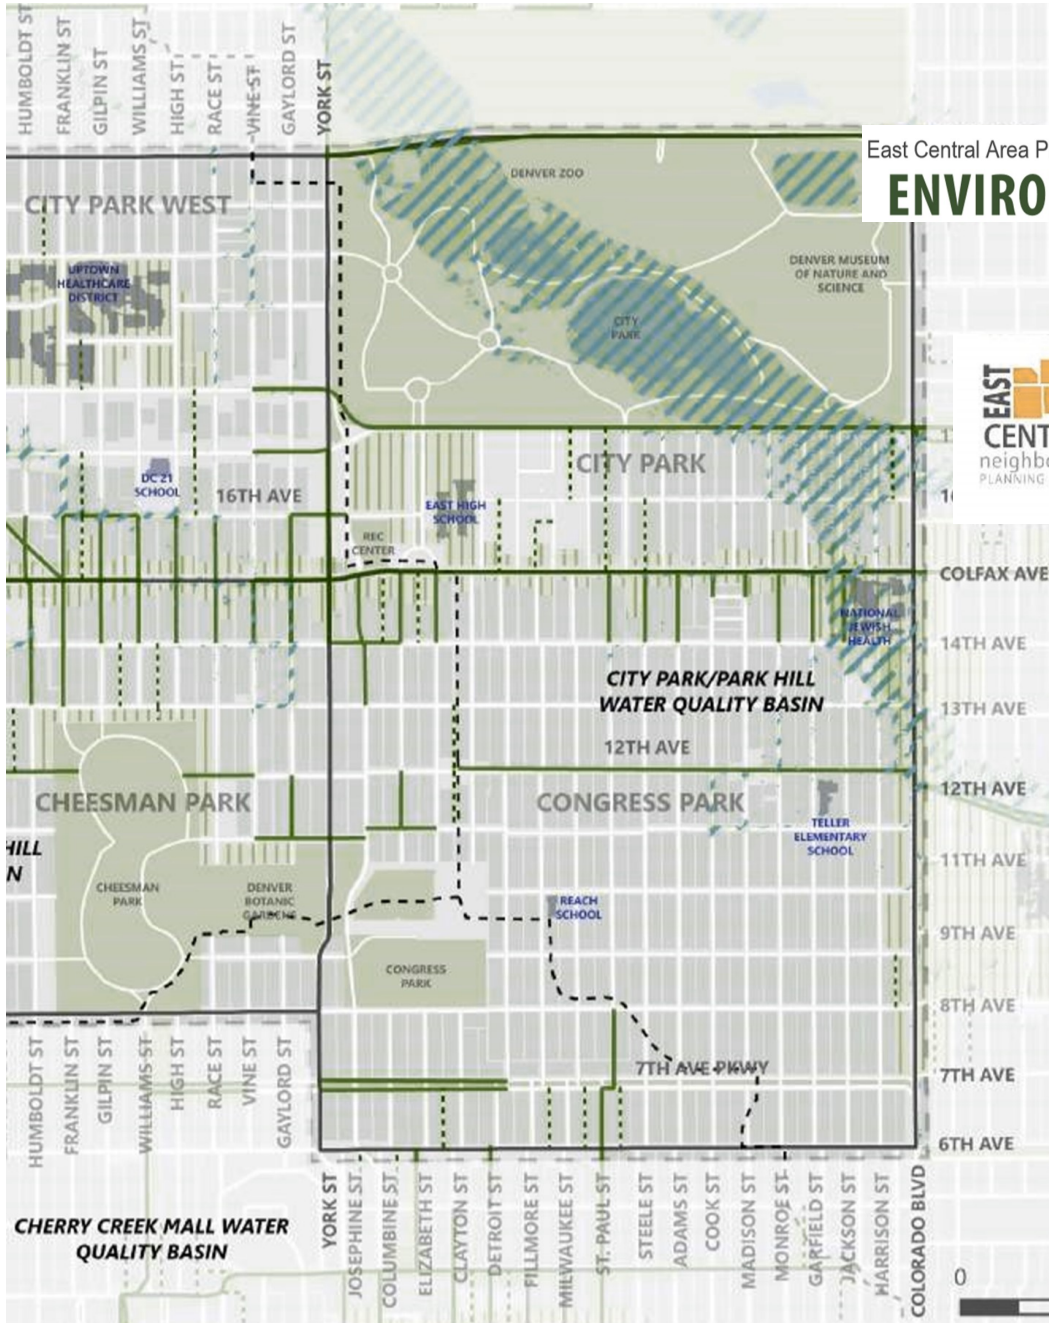 HUMBOLDT ST
FRANKLIN ST
GILPIN ST
WILLIAMS ST
HIGH ST
RACE ST
VINE ST
GAYLORD ST
YORK ST
DENVER ZOO
East Central Area P
ENVIRO
CITY PARK WEST
UPTOWN
HEALTHCARE
DISTRICT
DENVER MUSEUM
OF NATURE AND
SCIENCE
CITY
PARK
EAST
CENT
neighbo
PLANNING
DC 21
SCHOOL
16TH AVE
CITY PARK
EAST HIGH
SCHOOL
REC
CENTER
1
16
COLFAX AVE
NATIONAL
JEWISH
HEALTH
14TH AVE
CITY PARK/PARK HILL
WATER QUALITY BASIN
13TH AVE
12TH AVE
12TH AVE
CHEESMAN PARK
CONGRESS PARK
TELLER
ELEMENTARY
SCHOOL
HILL
N
11TH AVE
CHEESMAN
PARK
DENVER
BOTANIC
GARDENS
REACH
SCHOOL
9TH AVE
CONGRESS
PARK
8TH AVE
7TH AVE PKWY
7TH AVE
6TH AVE
HUMBOLDT ST
FRANKLIN ST
GILPIN ST
WILLIAMS ST
HIGH ST
RACE ST
VINE ST
GAYLORD ST
YORK ST
JOSEPHINE ST
COLUMBINE ST
ELIZABETH ST
CLAYTON ST
DETROIT ST
FILLMORE ST
MILWAUKEE ST
ST. PAUL ST
STEELE ST
ADAMS ST
COOK ST
MADISON ST
MONROE ST
GARFIELD ST
JACKSON ST
HARRISON ST
COLORADO BLVD
CHERRY CREEK MALL WATER
QUALITY BASIN
0